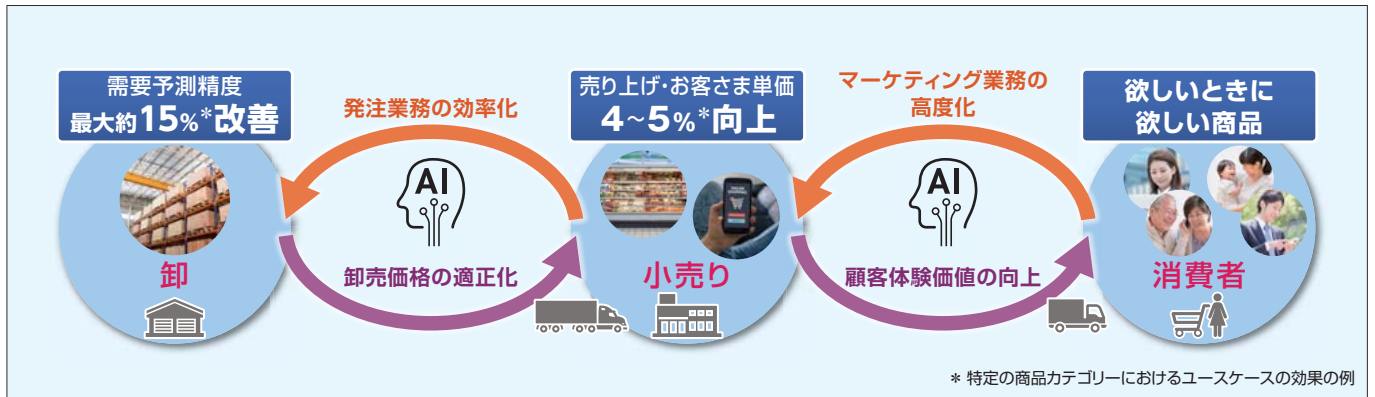 需要予測精度
最大約15%*改善
発注業務の効率化
売り上げ・お客さま単価
4～5%*向上
マーケティング業務の
高度化
欲しいときに
欲しい商品
AI
AI
卸
卸売価格の適正化
小売り
顧客体験価値の向上
消費者
* 特定の商品カテゴリーにおけるユースケースの効果の例